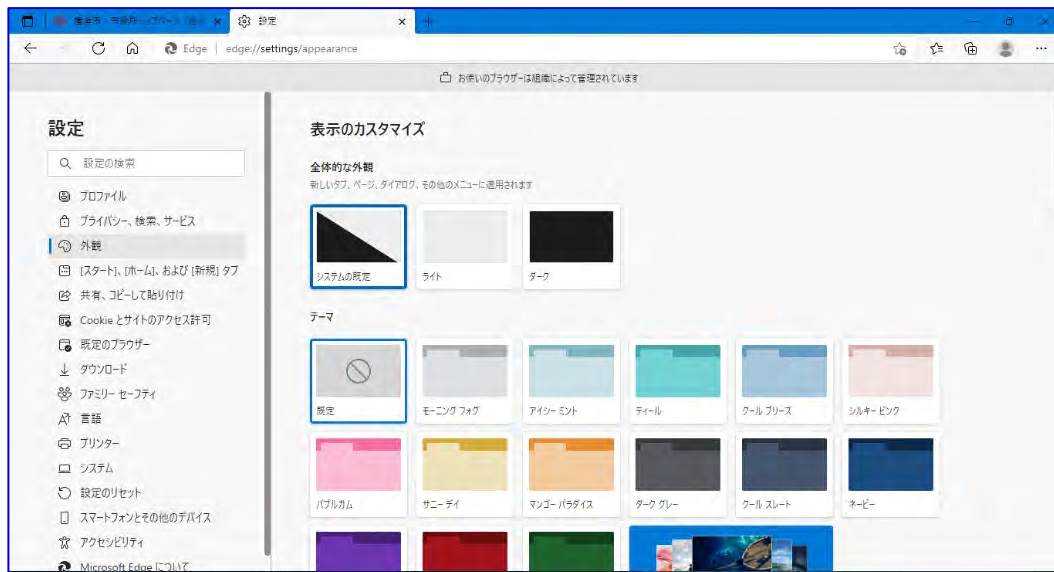 設定
Edge
edge://settings/appearance
お使いのブラウザーは組織によって管理されています
設定
設定の検索
プロファイル
プライバシー、検索、サービス
外観
[スタート]、[ホーム]、および [新規] タブ
共有、コピーして貼り付け
Cookie とサイトのアクセス許可
既定のブラウザー
ダウンロード
ファミリー セーフティ
言語
プリンター
システム
設定のリセット
スマートフォンとその他のデバイス
アクセシビリティ
Microsoft Edge について
表示のカスタマイズ
全体的な外観
新しいタブ、ページ、ダイアログ、その他のメニューに適用されます
システムの既定
ライト
ダーク
テーマ
既定
モーニング フォグ
アイシー ミント
ティール
クール ブリーズ
シルキー ピンク
バブルガム
サニー デイ
マンゴー パラダイス
ダーク グレー
クール スレート
ネービー